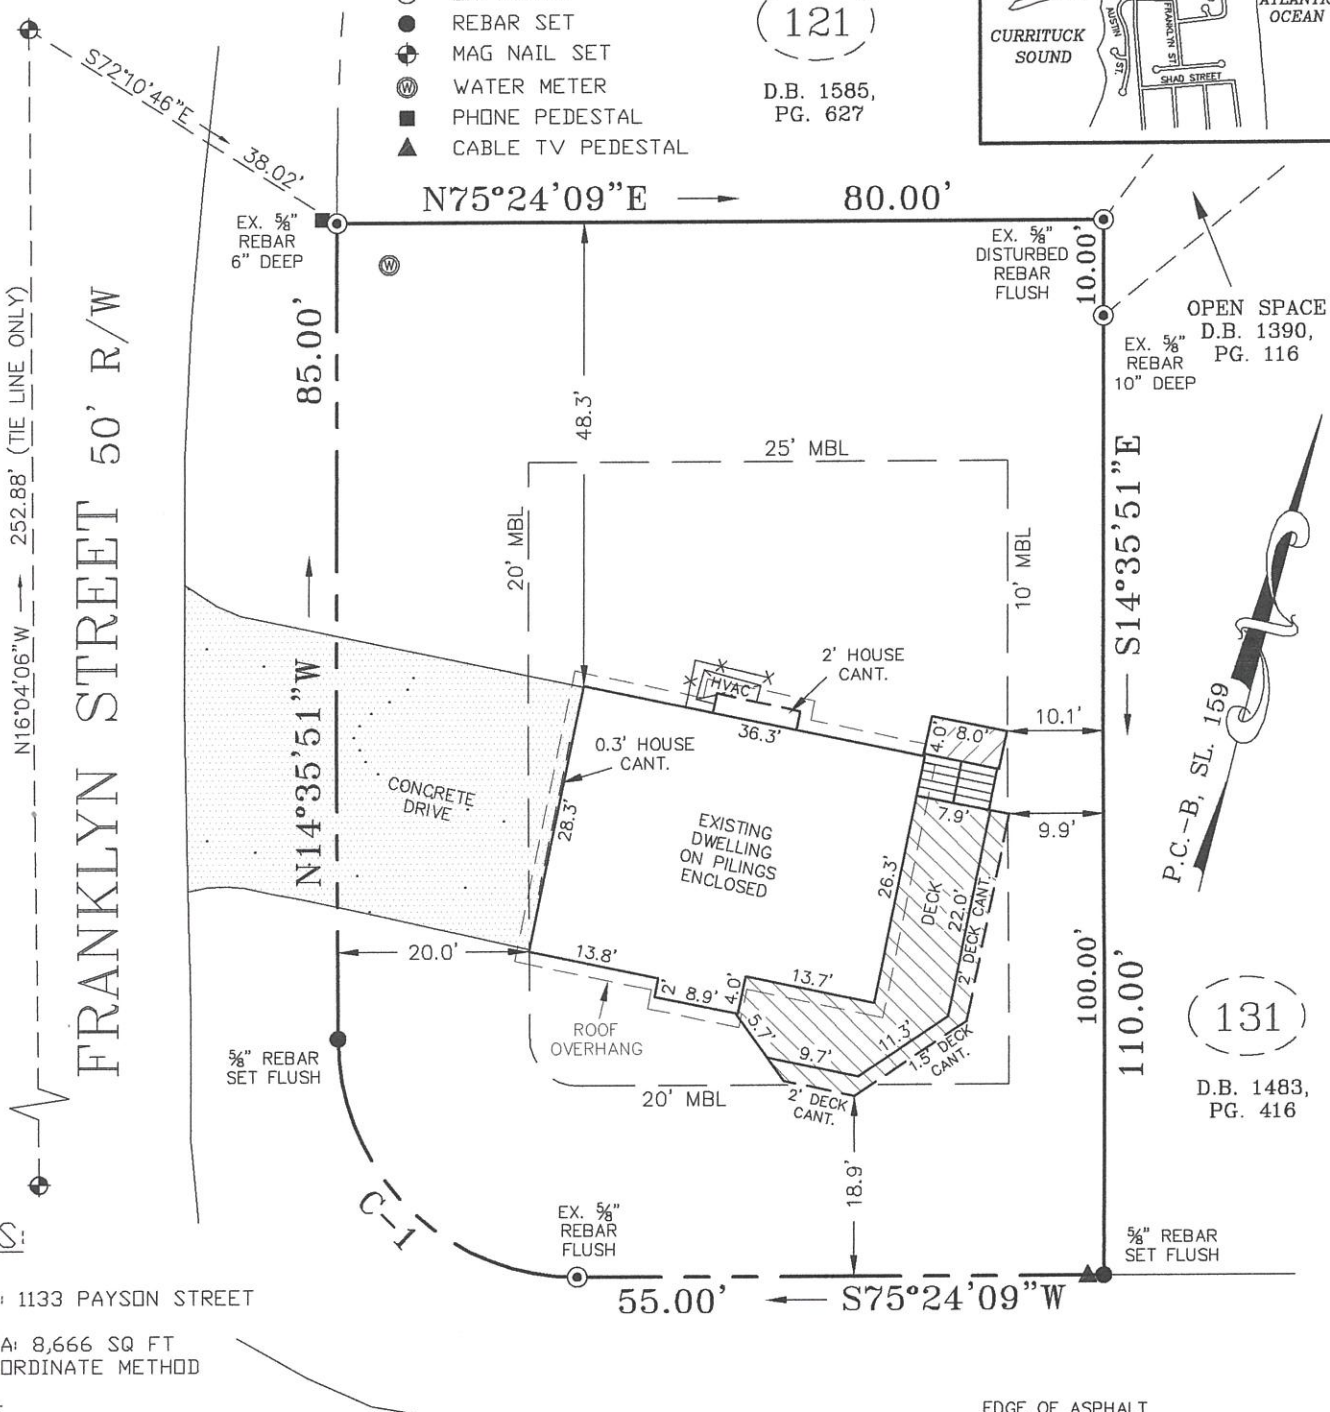 REBAR SET
MAG NAIL SET
WATER METER
PHONE PEDESTAL
CABLE TV PEDESTAL
121
D.B. 1585,
PG. 627
CURRITUCK
SOUND
AUSTIN ST.
FRANKLYN ST
SHAD STREET
ATLANTIC
OCEAN
S72°10'46"E
38.02'
N75°24'09"E
80.00'
EX. ⅝"
REBAR
6" DEEP
W
EX. ⅝"
DISTURBED
REBAR
FLUSH
10.00'
OPEN SPACE
D.B. 1390,
PG. 116
EX. ⅝"
REBAR
10" DEEP
N16°04'06"W
252.88' (TIE LINE ONLY)
FRANKLYN STREET 50' R/W
85.00'
N14°35'51"W
48.3'
25' MBL
20' MBL
10' MBL
S14°35'51"E
P.C.-B, SL. 159
2' HOUSE
CANT.
HVAC
36.3'
4.0'
8.0'
10.1'
0.3' HOUSE
CANT.
CONCRETE
DRIVE
28.3'
EXISTING
DWELLING
ON PILINGS
ENCLOSED
7.9'
9.9'
26.3'
DECK
22.0'
2' DECK CANT.
20.0'
13.8'
2'
8.9'
4.0'
13.7'
5.7'
9.7'
11.3'
1.5' DECK
CANT.
ROOF
OVERHANG
100.00'
110.00'
131
D.B. 1483,
PG. 416
⅝" REBAR
SET FLUSH
20' MBL
2' DECK
CANT.
18.9'
C-1
EX. ⅝"
REBAR
FLUSH
⅝" REBAR
SET FLUSH
S:
55.00'
S75°24'09"W
: 1133 PAYSON STREET
A: 8,666 SQ FT
ORDINATE METHOD
EDGE OF ASPHALT